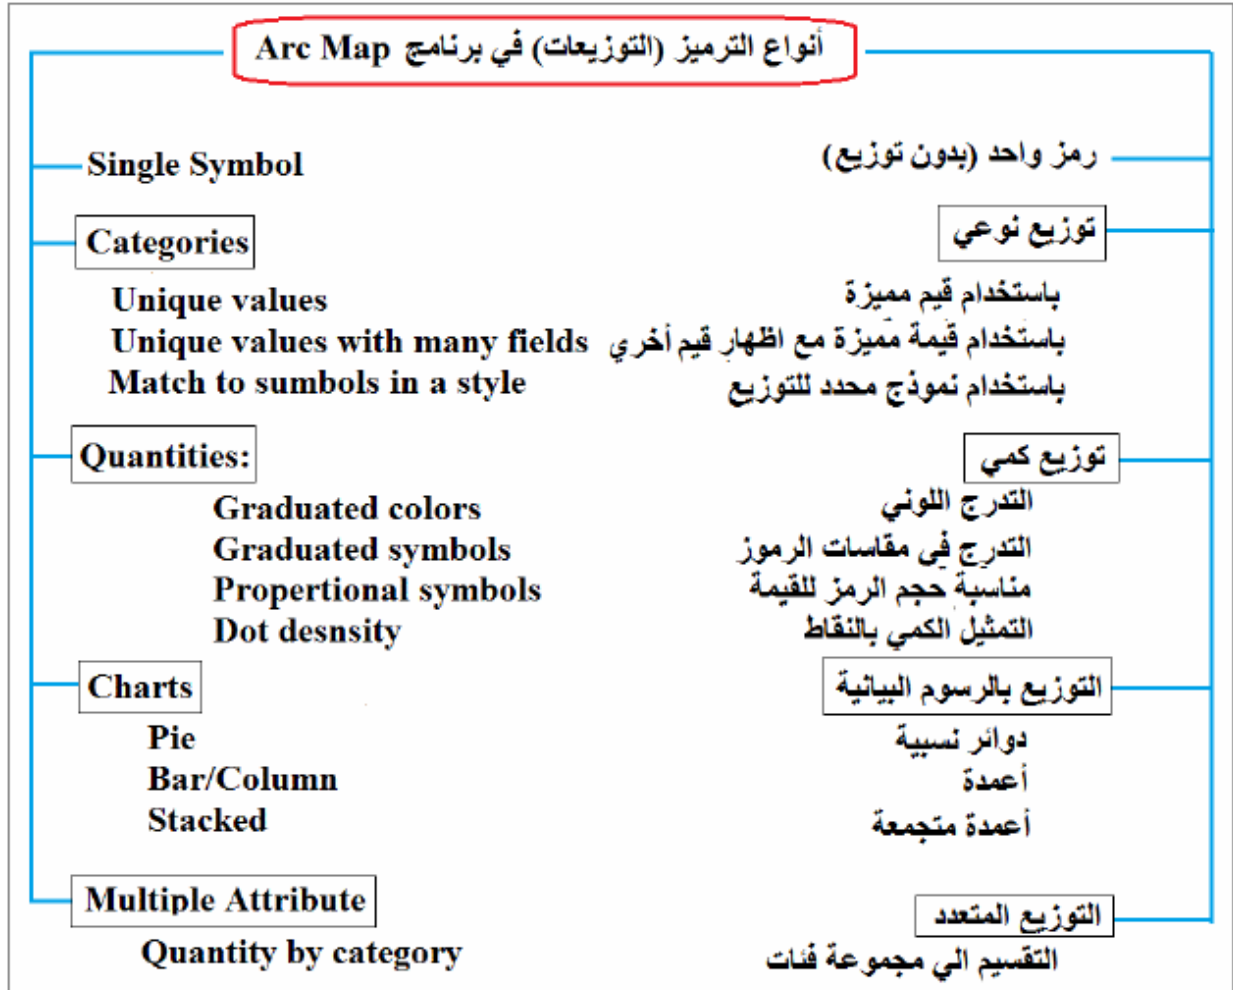 أنواع الترميز (التوزيعات) في برنامج Arc Map
Single Symbol رمز واحد (بدون توزيع)
Categories توزيع نوعي
Unique values باستخدام قيم مميزة
Unique values with many fields باستخدام قيمة مميزة مع اظهار قيم أخري
Match to sumbols in a style باستخدام نموذج محدد للتوزيع
Quantities: توزيع كمي
Graduated colors التدرج اللوني
Graduated symbols التدرج في مقاسات الرموز
Propertional symbols مناسبة حجم الرمز للقيمة
Dot desnsity التمثيل الكمي بالنقاط
Charts التوزيع بالرسوم البيانية
Pie دوائر نسبية
Bar/Column أعمدة
Stacked أعمدة متجمعة
Multiple Attribute التوزيع المتعدد
Quantity by category التقسيم الي مجموعة فئات